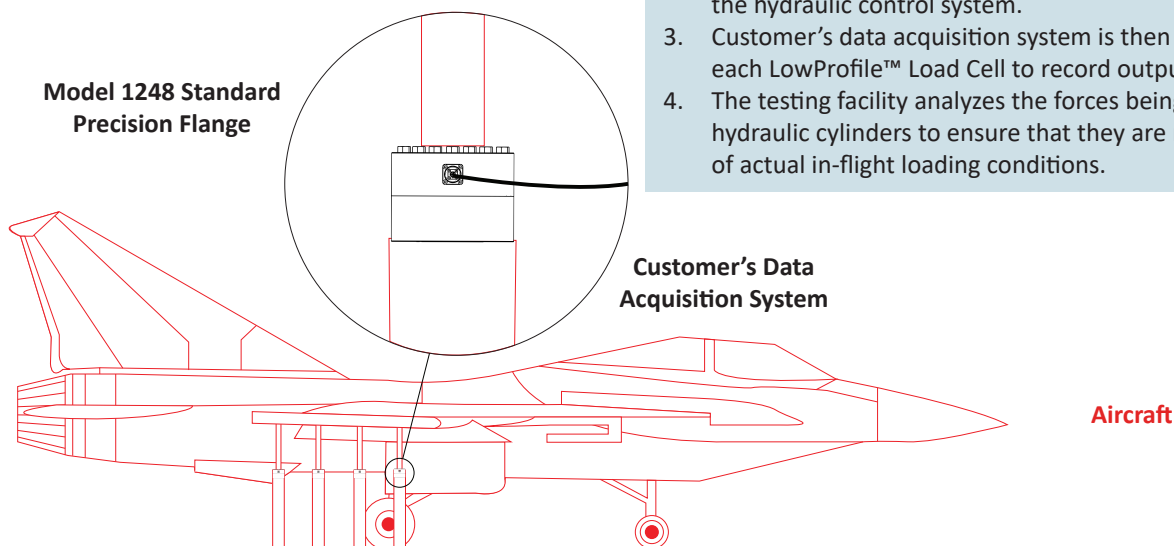 the hydraulic control system.
3. Customer’s data acquisition system is then
each LowProfile™ Load Cell to record outpu
4. The testing facility analyzes the forces being
hydraulic cylinders to ensure that they are
of actual in-flight loading conditions.
Model 1248 Standard
Precision Flange
Customer’s Data
Acquisition System
Aircraft